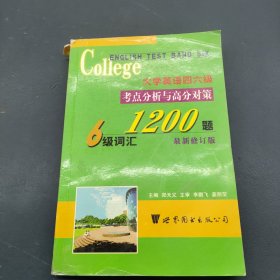 College
ENGLISH TEST BAND
大学英语四六级
考点分析与高分对策
1200题
6级词汇
最新修订版
世界图书出版公司